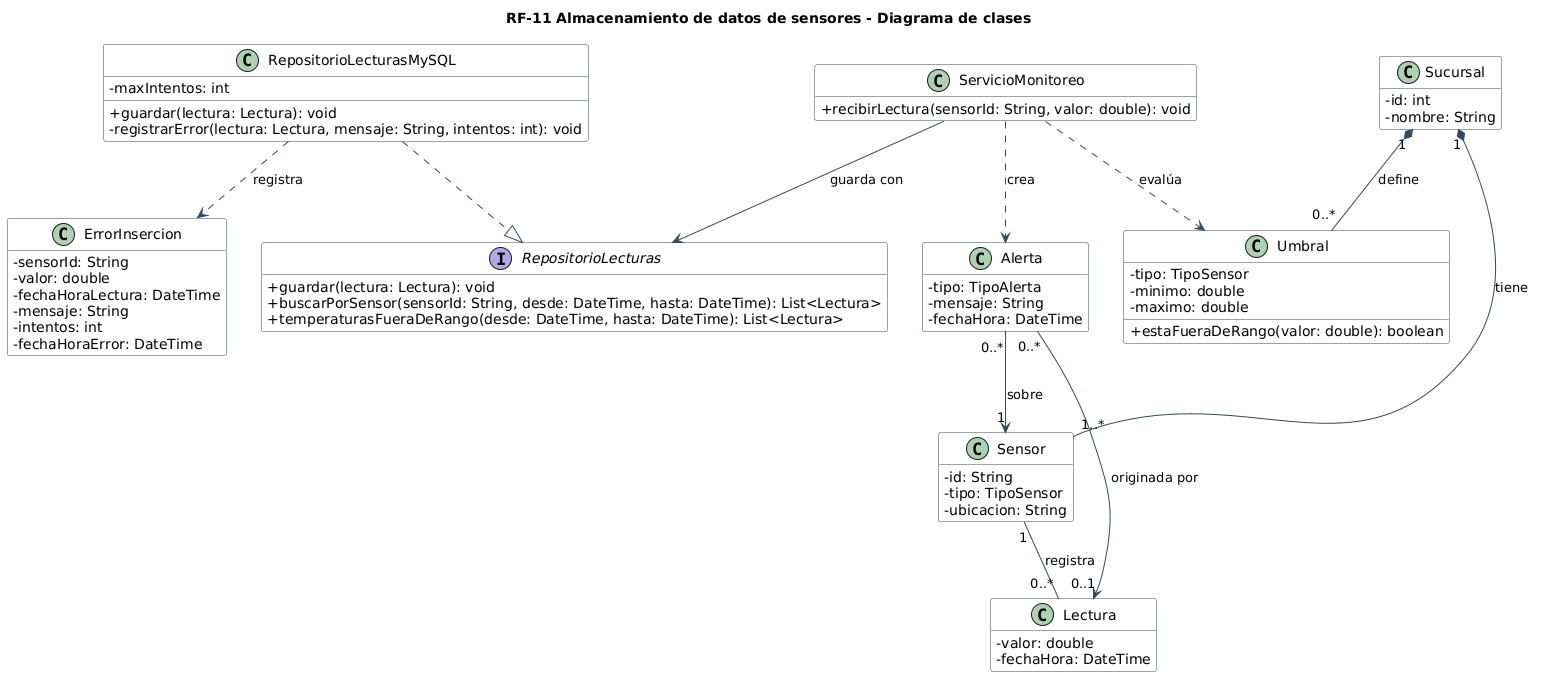 RF-11 Almacenamiento de datos de sensores - Diagrama de clases
C RepositorioLecturasMySQL
-maxIntentos: int
+guardar(lectura: Lectura): void
-registrarError(lectura: Lectura, mensaje: String, intentos: int): void
C ServicioMonitoreo
+recibirLectura(sensorId: String, valor: double): void
C Sucursal
-id: int
-nombre: String
1
1
registra
guarda con
crea
evalúa
define
0..*
tiene
C ErrorInsercion
-sensorId: String
-valor: double
-fechaHoraLectura: DateTime
-mensaje: String
-intentos: int
-fechaHoraError: DateTime
I RepositorioLecturas
+guardar(lectura: Lectura): void
+buscarPorSensor(sensorId: String, desde: DateTime, hasta: DateTime): List<Lectura>
+temperaturasFueraDeRango(desde: DateTime, hasta: DateTime): List<Lectura>
C Alerta
-tipo: TipoAlerta
-mensaje: String
-fechaHora: DateTime
C Umbral
-tipo: TipoSensor
-minimo: double
-maximo: double
+estaFueraDeRango(valor: double): boolean
0..*
0..*
sobre
1
1..*
C Sensor
-id: String
-tipo: TipoSensor
-ubicacion: String
originada por
1
registra
0..*
0..1
C Lectura
-valor: double
-fechaHora: DateTime